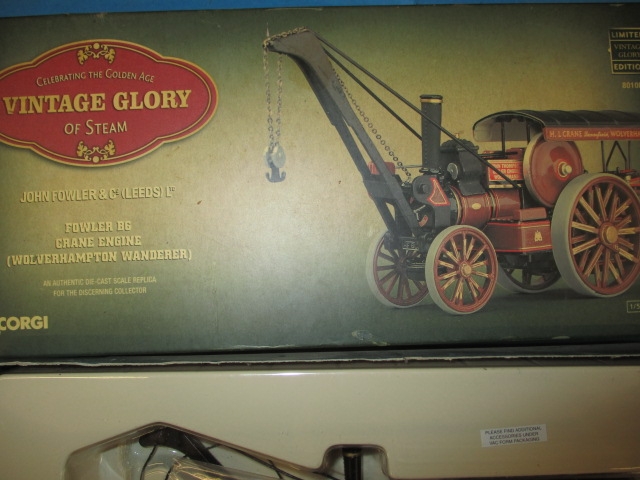 CELEBRATING THE GOLDEN AGE
VINTAGE GLORY
OF STEAM
JOHN FOWLER & Cº (LEEDS) Lᵀᴰ
FOWLER B6
CRANE ENGINE
(WOLVERHAMPTON WANDERER)
AN AUTHENTIC DIE-CAST SCALE REPLICA
FOR THE DISCERNING COLLECTOR
CORGI
LIMITED
VINTAGE
GLORY
EDITION
PLEASE FIND ADDITIONAL
ACCESSORIES UNDER
VAC FORM PACKAGING